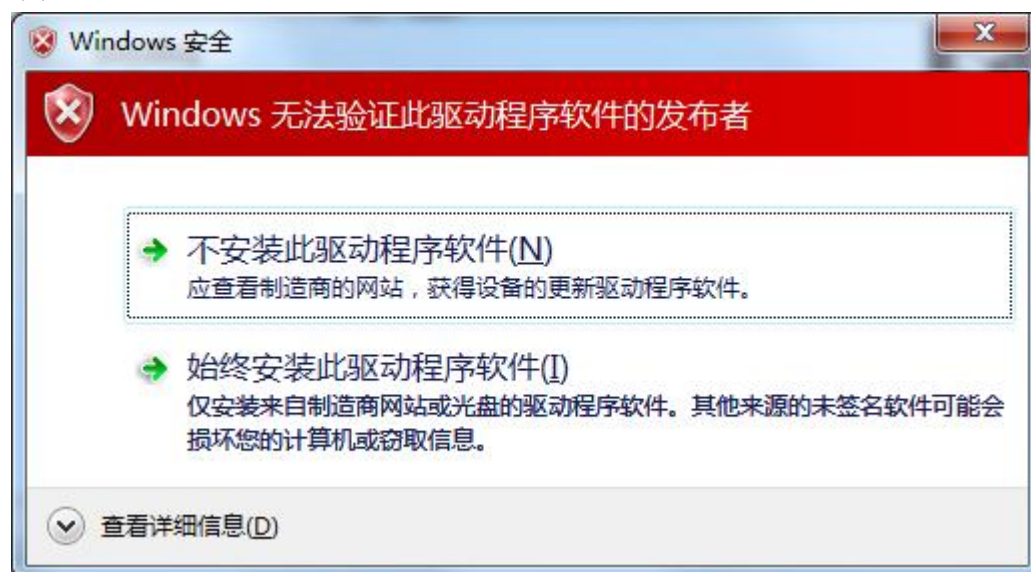 Windows 安全
Windows 无法验证此驱动程序软件的发布者
不安装此驱动程序软件(N)
应查看制造商的网站，获得设备的更新驱动程序软件。
始终安装此驱动程序软件(I)
仅安装来自制造商网站或光盘的驱动程序软件。其他来源的未签名软件可能会
损坏您的计算机或窃取信息。
查看详细信息(D)